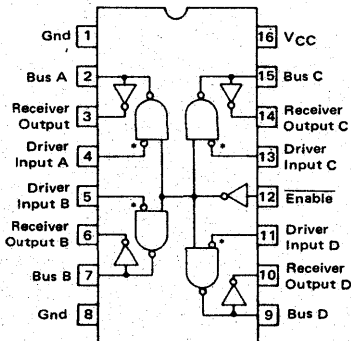 Gnd 1
Bus A 2
Receiver
Output 3
Driver
Input A 4
*
Driver
Input B 5
*
Receiver
Output B 6
Bus B 7
Gnd 8
16 VCC
15 Bus C
14 Receiver
Output C
*
13 Driver
Input C
12 Enable
11 Driver
Input D
*
10 Receiver
Output D
9 Bus D